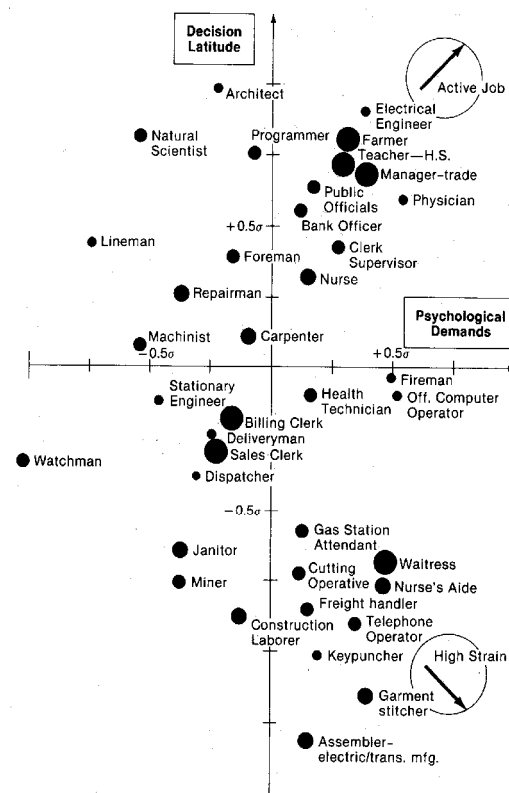 Decision
Latitude
Active Job
Architect
Electrical
Engineer
Natural
Scientist
Programmer
Farmer
Teacher—H.S.
Manager-trade
Public
Officials
Physician
Bank Officer
+0.5σ
Lineman
Foreman
Clerk
Supervisor
Nurse
Repairman
Psychological
Demands
Machinist
Carpenter
-0.5σ
+0.5σ
Fireman
Stationary
Engineer
Health
Technician
Off. Computer
Operator
Billing Clerk
Deliveryman
Sales Clerk
Watchman
Dispatcher
-0.5σ
Gas Station
Attendant
Janitor
Waitress
Cutting
Operative
Miner
Nurse's Aide
Freight handler
Construction
Laborer
Telephone
Operator
Keypuncher
High Strain
Garment
stitcher
Assembler-
electric/trans. mfg.